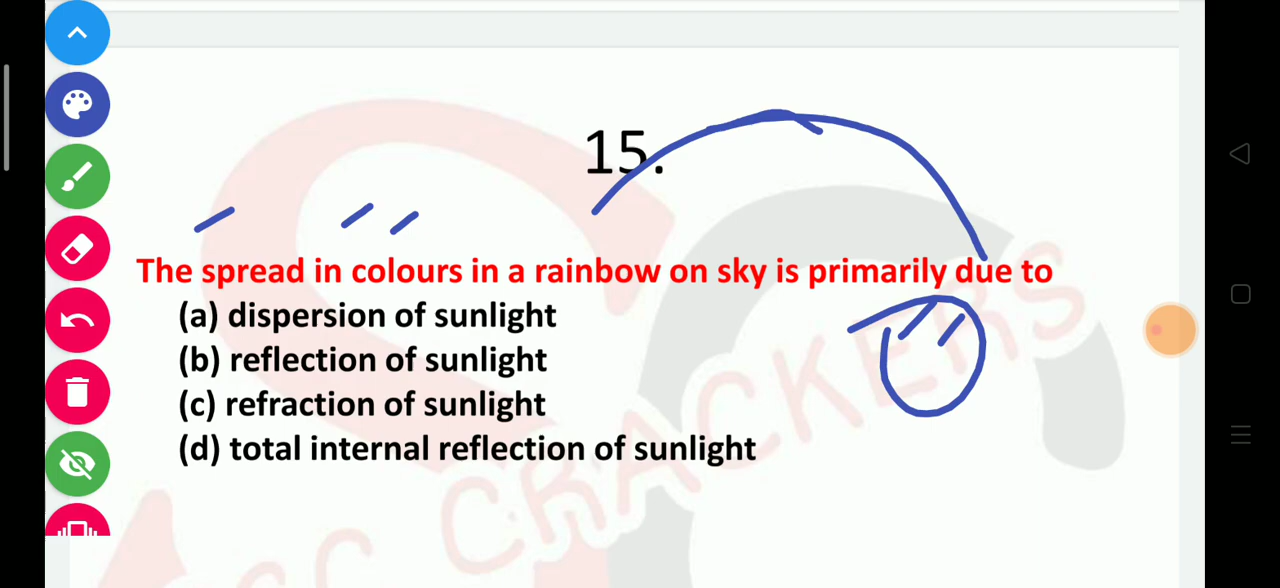 15.
The spread in colours in a rainbow on sky is primarily due to
(a) dispersion of sunlight
(b) reflection of sunlight
(c) refraction of sunlight
(d) total internal reflection of sunlight
CRACKERS